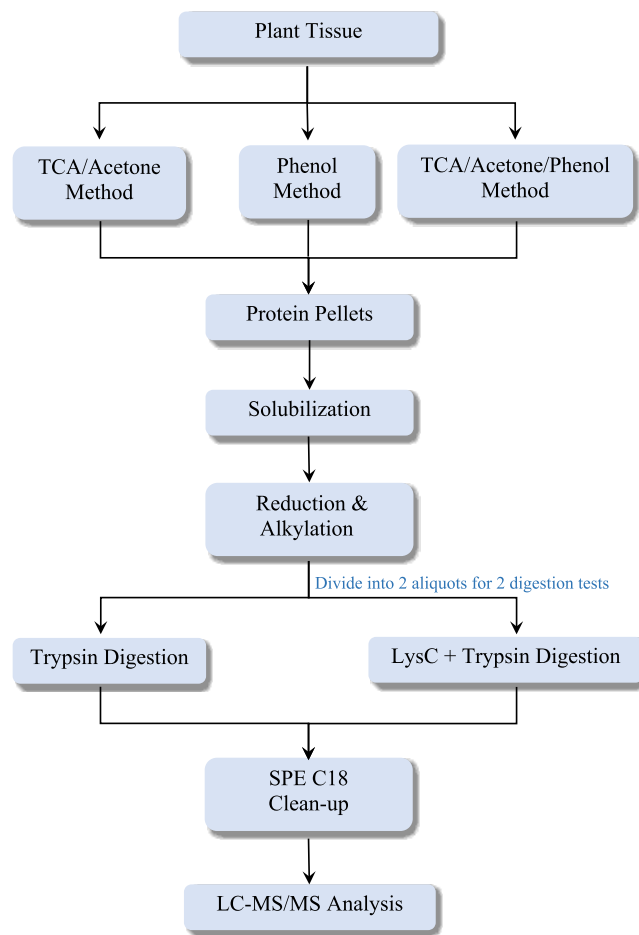 Plant Tissue
TCA/Acetone
Method
Phenol
Method
TCA/Acetone/Phenol
Method
Protein Pellets
Solubilization
Reduction &
Alkylation
Divide into 2 aliquots for 2 digestion tests
Trypsin Digestion
LysC + Trypsin Digestion
SPE C18
Clean-up
LC-MS/MS Analysis